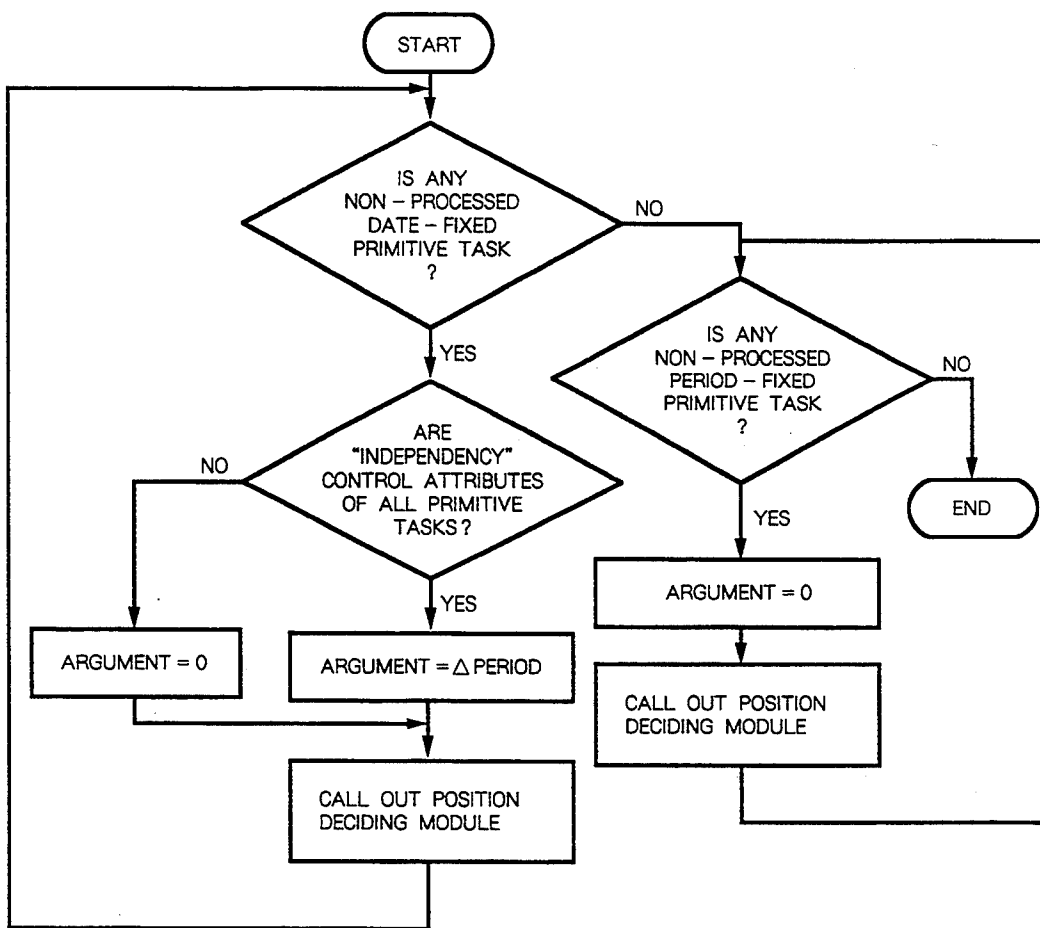 START
IS ANY
NON – PROCESSED
DATE – FIXED
PRIMITIVE TASK
?
NO
YES
IS ANY
NON – PROCESSED
PERIOD – FIXED
PRIMITIVE TASK
?
NO
END
YES
ARE
“INDEPENDENCY”
CONTROL ATTRIBUTES
OF ALL PRIMITIVE
TASKS?
NO
YES
ARGUMENT = 0
ARGUMENT = △ PERIOD
CALL OUT POSITION
DECIDING MODULE
ARGUMENT = 0
CALL OUT POSITION
DECIDING MODULE